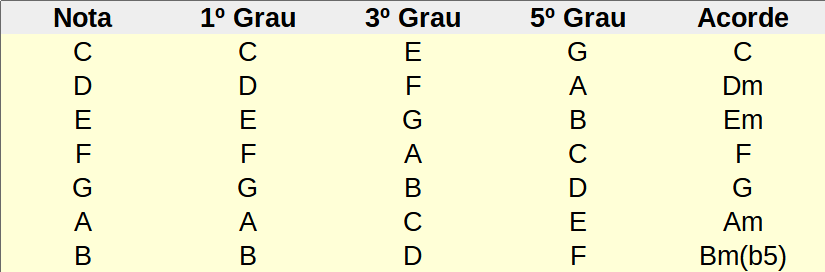 Nota 1º Grau 3º Grau 5º Grau Acorde
C C E G C
D D F A Dm
E E G B Em
F F A C F
G G B D G
A A C E Am
B B D F Bm(b5)